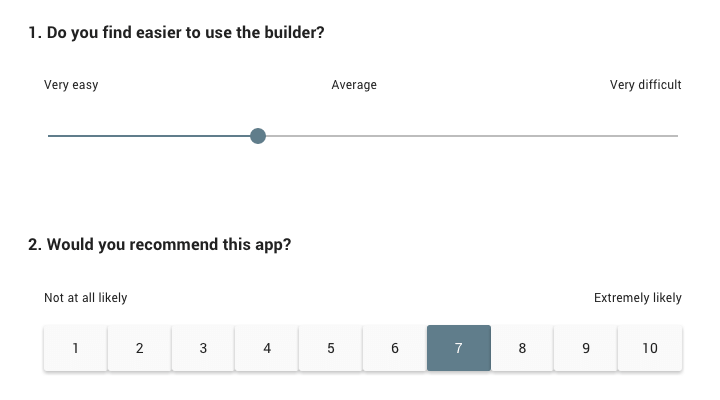 1. Do you find easier to use the builder?
Very easy Average Very difficult
2. Would you recommend this app?
Not at all likely Extremely likely
1 2 3 4 5 6 7 8 9 10